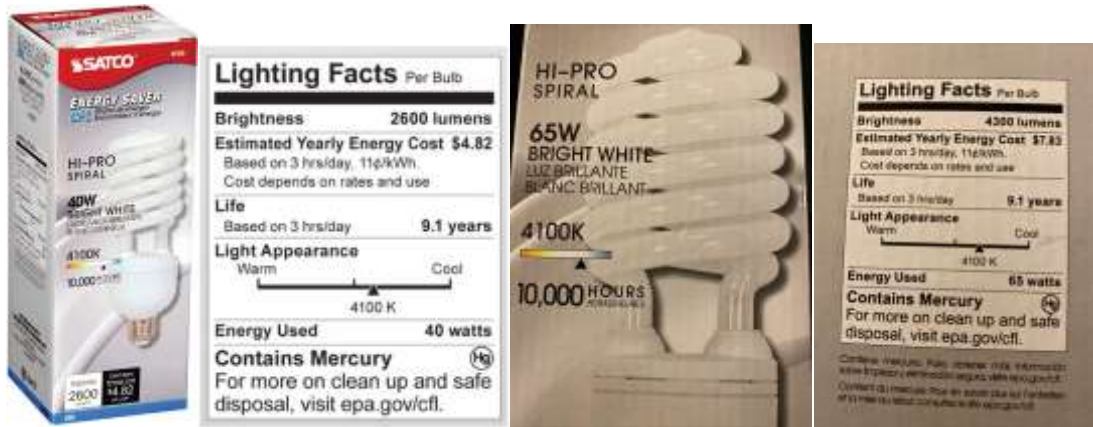 SATCO
ENERGY SAVER
HI-PRO
SPIRAL
40W
BRIGHT WHITE
4100K
10,000
2600
$4.82
Lighting Facts Per Bulb
Brightness 2600 lumens
Estimated Yearly Energy Cost $4.82
Based on 3 hrs/day, 11¢/kWh.
Cost depends on rates and use
Life
Based on 3 hrs/day 9.1 years
Light Appearance
Warm Cool
4100 K
Energy Used 40 watts
Contains Mercury Hg
For more on clean up and safe
disposal, visit epa.gov/cfl.
HI-PRO
SPIRAL
65W
BRIGHT WHITE
LUZ BRILLANTE
BLANC BRILLANT
4100K
10,000 HOURS
Lighting Facts Per Bulb
Brightness 4300 lumens
Estimated Yearly Energy Cost $7.83
Based on 3 hrs/day, 11¢/kWh.
Cost depends on rates and use
Life
Based on 3 hrs/day 9.1 years
Light Appearance
Warm Cool
4100 K
Energy Used 65 watts
Contains Mercury Hg
For more on clean up and safe
disposal, visit epa.gov/cfl.